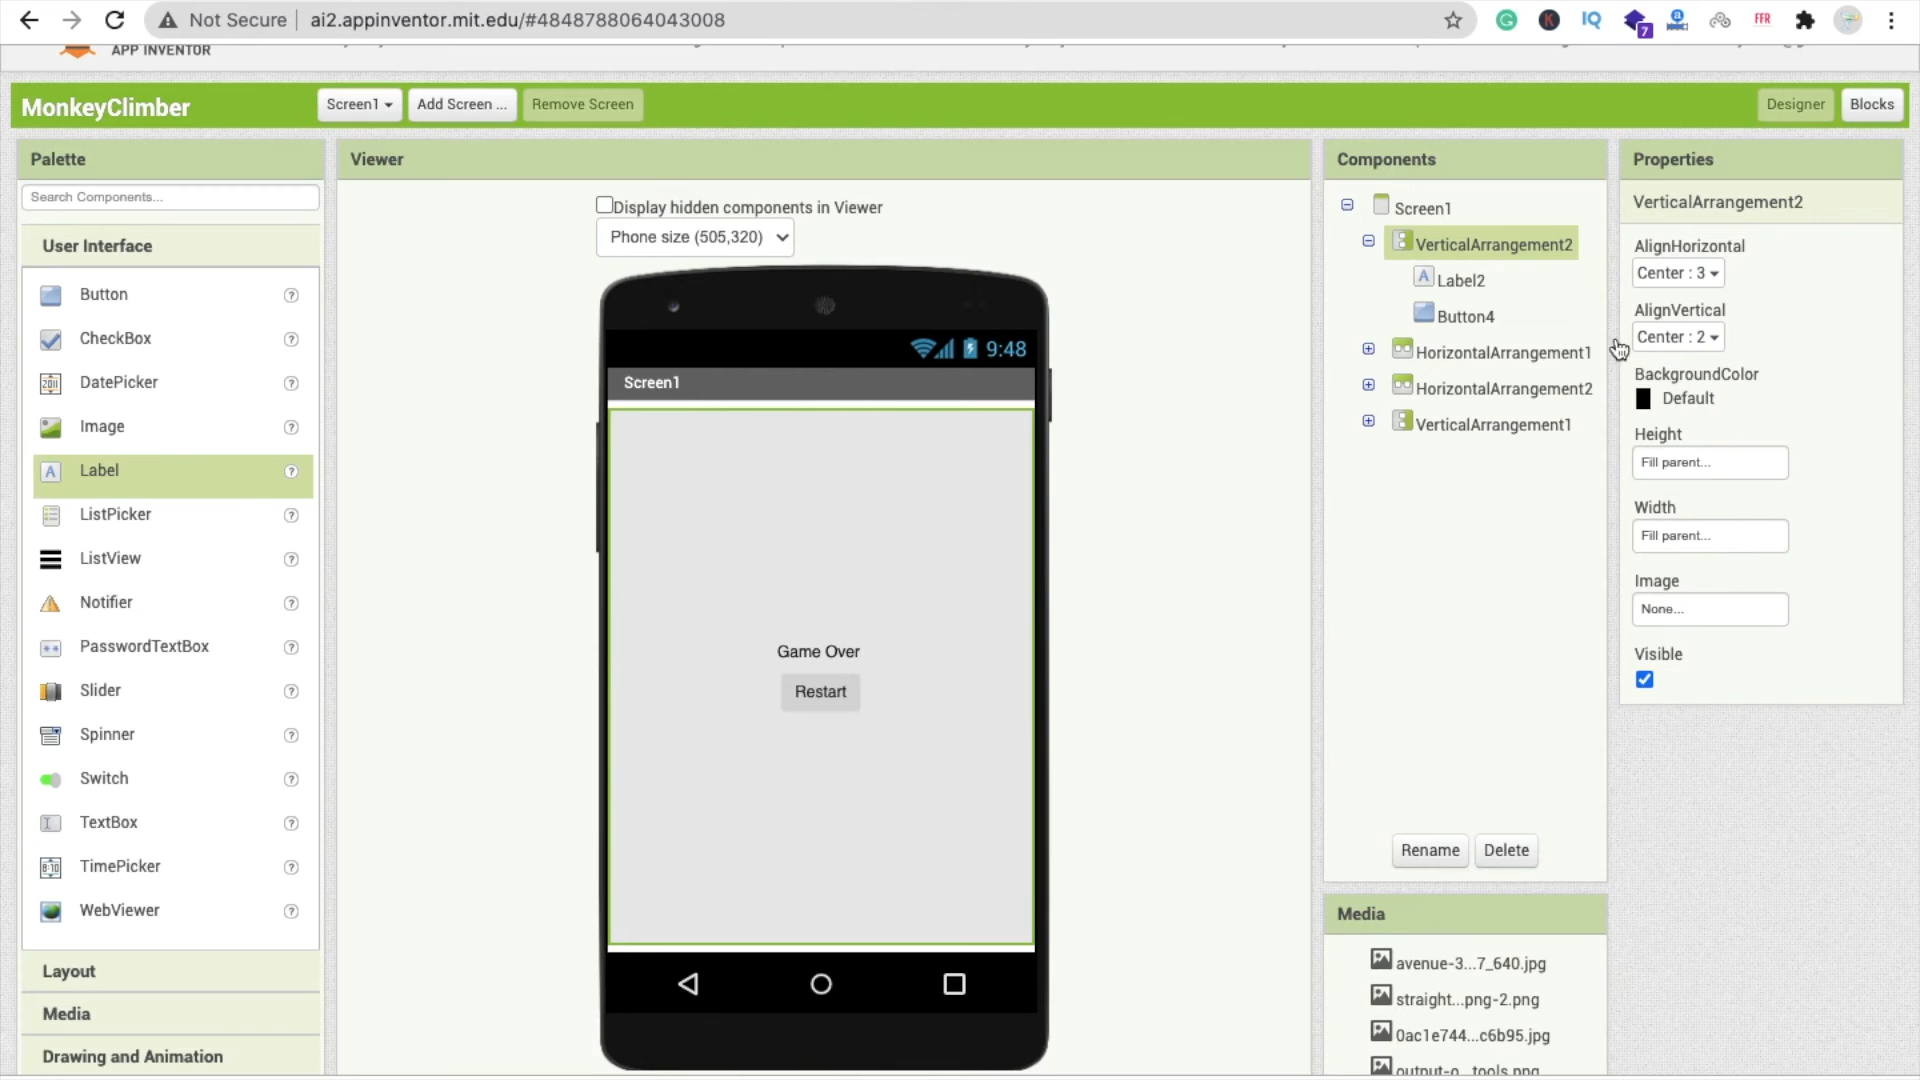 Not Secure
ai2.appinventor.mit.edu/#4848788064043008
7
FFR
APP INVENTOR
MonkeyClimber
Screen1
Add Screen ...
Remove Screen
Designer
Blocks
Palette
Search Components...
User Interface
Button
CheckBox
DatePicker
Image
Label
ListPicker
ListView
Notifier
PasswordTextBox
Slider
Spinner
Switch
TextBox
TimePicker
WebViewer
Layout
Media
Drawing and Animation
Viewer
Display hidden components in Viewer
Phone size (505,320)
9:48
Screen1
Game Over
Restart
Components
Screen1
VerticalArrangement2
Label2
Button4
HorizontalArrangement1
HorizontalArrangement2
VerticalArrangement1
Rename
Delete
Media
avenue-3...7_640.jpg
straight...png-2.png
0ac1e744...c6b95.jpg
output-o...tools.png
Properties
VerticalArrangement2
AlignHorizontal
Center : 3
AlignVertical
Center : 2
BackgroundColor
Default
Height
Fill parent...
Width
Fill parent...
Image
None...
Visible